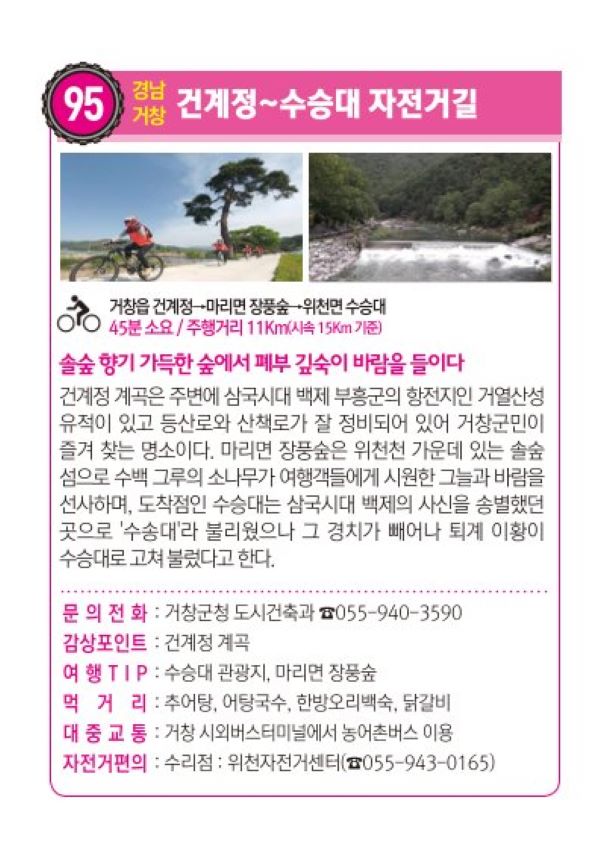 95 경남 거창 건계정~수승대 자전거길
거창읍 건계정→마리면 장풍숲→위천면 수승대
45분 소요 / 주행거리 11Km(시속 15Km 기준)
솔숲 향기 가득한 숲에서 폐부 깊숙이 바람을 들이다
건계정 계곡은 주변에 삼국시대 백제 부흥군의 항전지인 거열산성
유적이 있고 등산로와 산책로가 잘 정비되어 있어 거창군민이
즐겨 찾는 명소이다. 마리면 장풍숲은 위천천 가운데 있는 솔숲
섬으로 수백 그루의 소나무가 여행객들에게 시원한 그늘과 바람을
선사하며, 도착점인 수승대는 삼국시대 백제의 사신을 송별했던
곳으로 '수송대'라 불리웠으나 그 경치가 빼어나 퇴계 이황이
수승대로 고쳐 불렀다고 한다.
문의전화 : 거창군청 도시건축과 ☎055-940-3590
감상포인트 : 건계정 계곡
여행TIP : 수승대 관광지, 마리면 장풍숲
먹거리 : 추어탕, 어탕국수, 한방오리백숙, 닭갈비
대중교통 : 거창 시외버스터미널에서 농어촌버스 이용
자전거편의 : 수리점 : 위천자전거센터(☎055-943-0165)